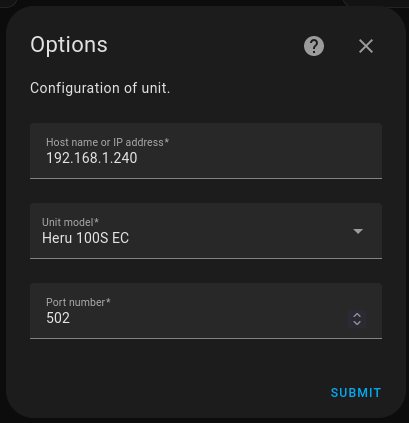 Options
Configuration of unit.
Host name or IP address*
192.168.1.240
Unit model*
Heru 100S EC
Port number*
502
SUBMIT